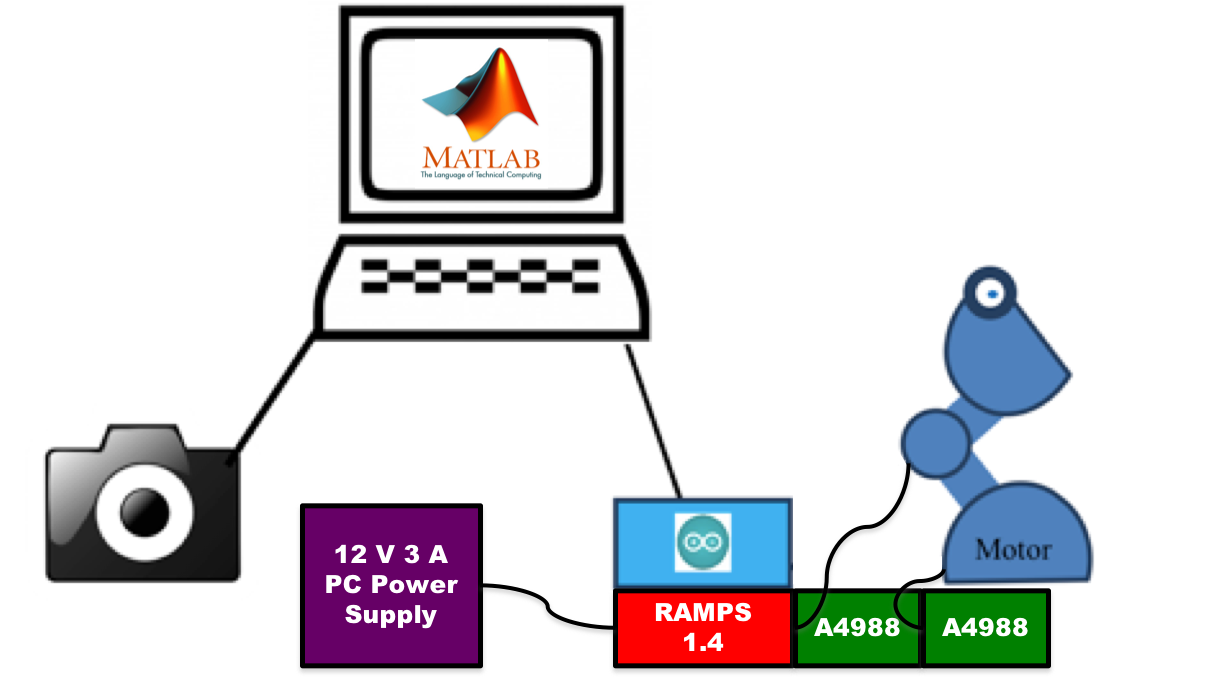 MATLAB
The Language of Technical Computing
12 V 3 A
PC Power
Supply
RAMPS
1.4
A4988
A4988
Motor